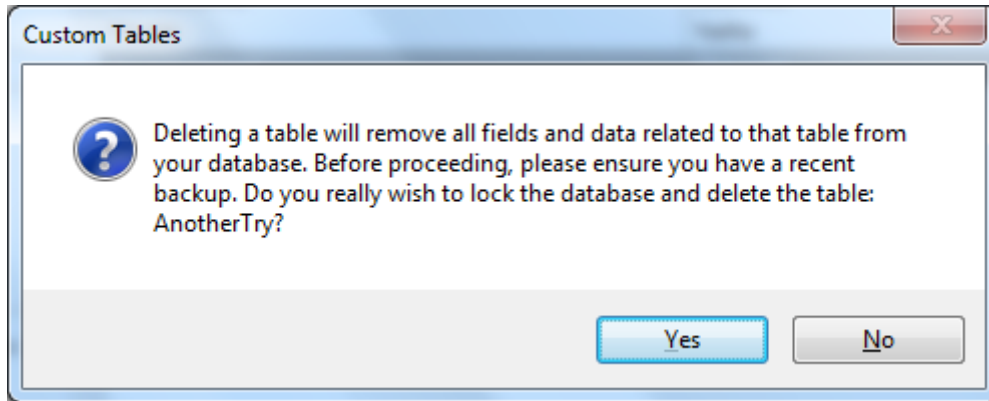 Custom Tables
Deleting a table will remove all fields and data related to that table from
your database. Before proceeding, please ensure you have a recent
backup. Do you really wish to lock the database and delete the table:
AnotherTry?
Yes
No